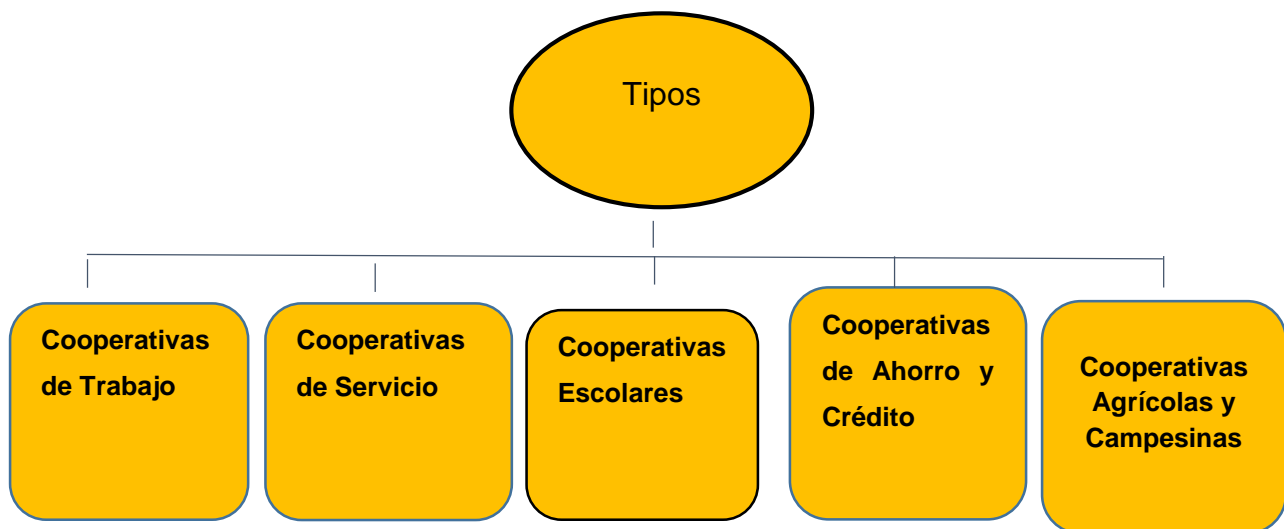 Tipos
Cooperativas
de Trabajo
Cooperativas
de Servicio
Cooperativas
Escolares
Cooperativas
de Ahorro y
Crédito
Cooperativas
Agrícolas y
Campesinas